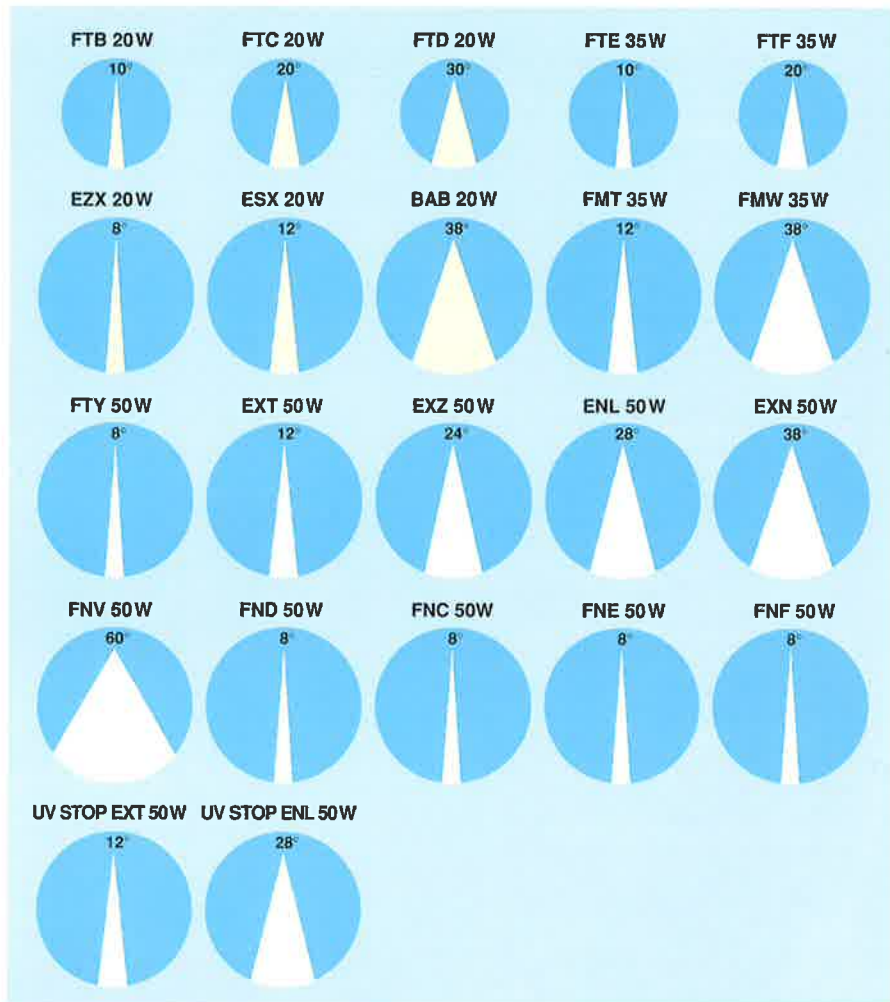 FTB 20W FTC 20W FTD 20W FTE 35W FTF 35W
10° 20° 30° 10° 20°
EZX 20W ESX 20W BAB 20W FMT 35W FMW 35W
8° 12° 38° 12° 38°
FTY 50W EXT 50W EXZ 50W ENL 50W EXN 50W
8° 12° 24° 28° 38°
FNV 50W FND 50W FNC 50W FNE 50W FNF 50W
60° 8° 8° 8° 8°
UV STOP EXT 50W UV STOP ENL 50W
12° 28°